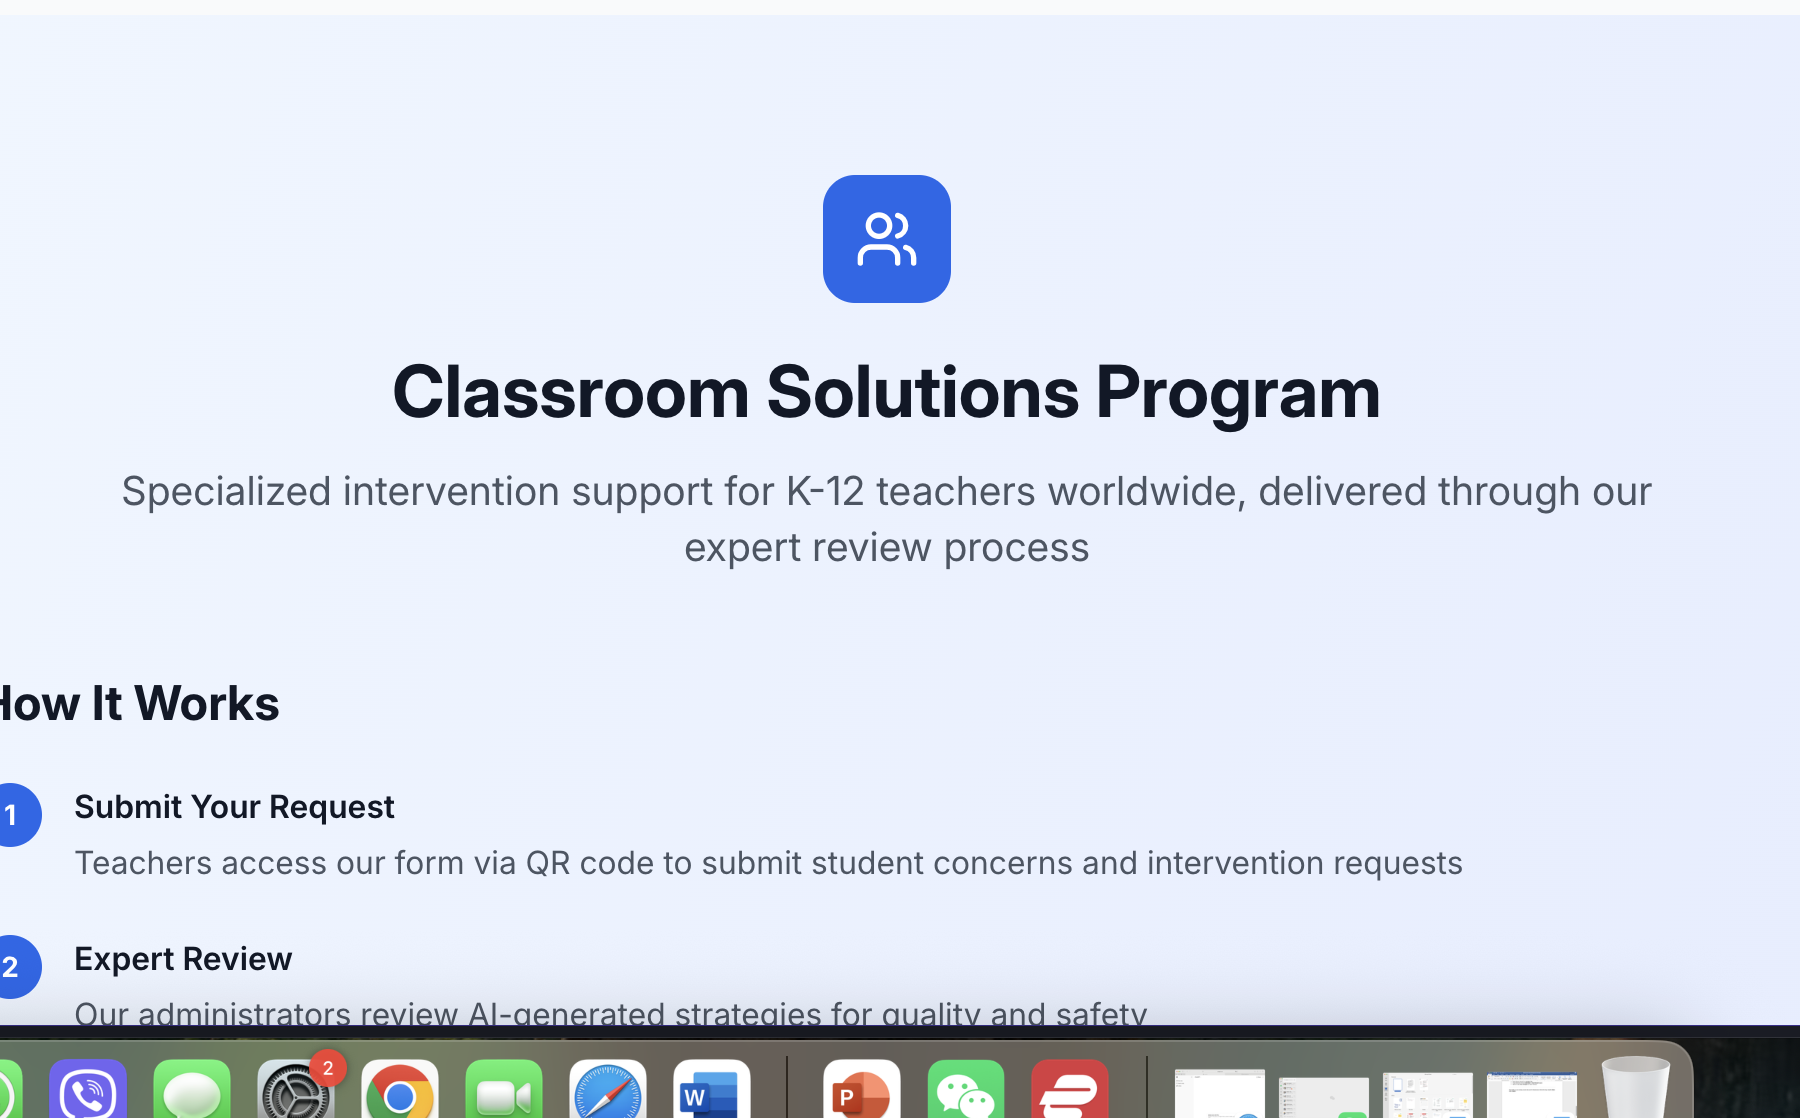 Classroom Solutions Program
Specialized intervention support for K-12 teachers worldwide, delivered through our
expert review process
How It Works
1
Submit Your Request
Teachers access our form via QR code to submit student concerns and intervention requests
2
Expert Review
Our administrators review AI-generated strategies for quality and safety
2
W
P